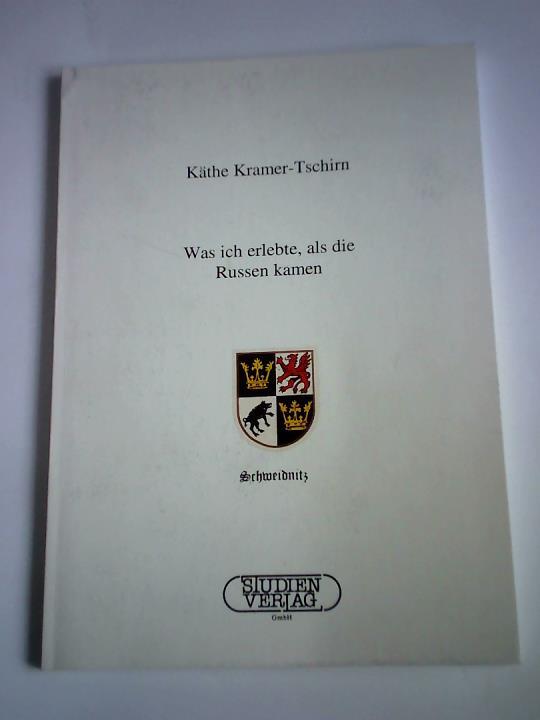 Käthe Kramer-Tschirn
Was ich erlebte, als die
Russen kamen
Schweidnitz
STUDIEN
VERLAG
GmbH